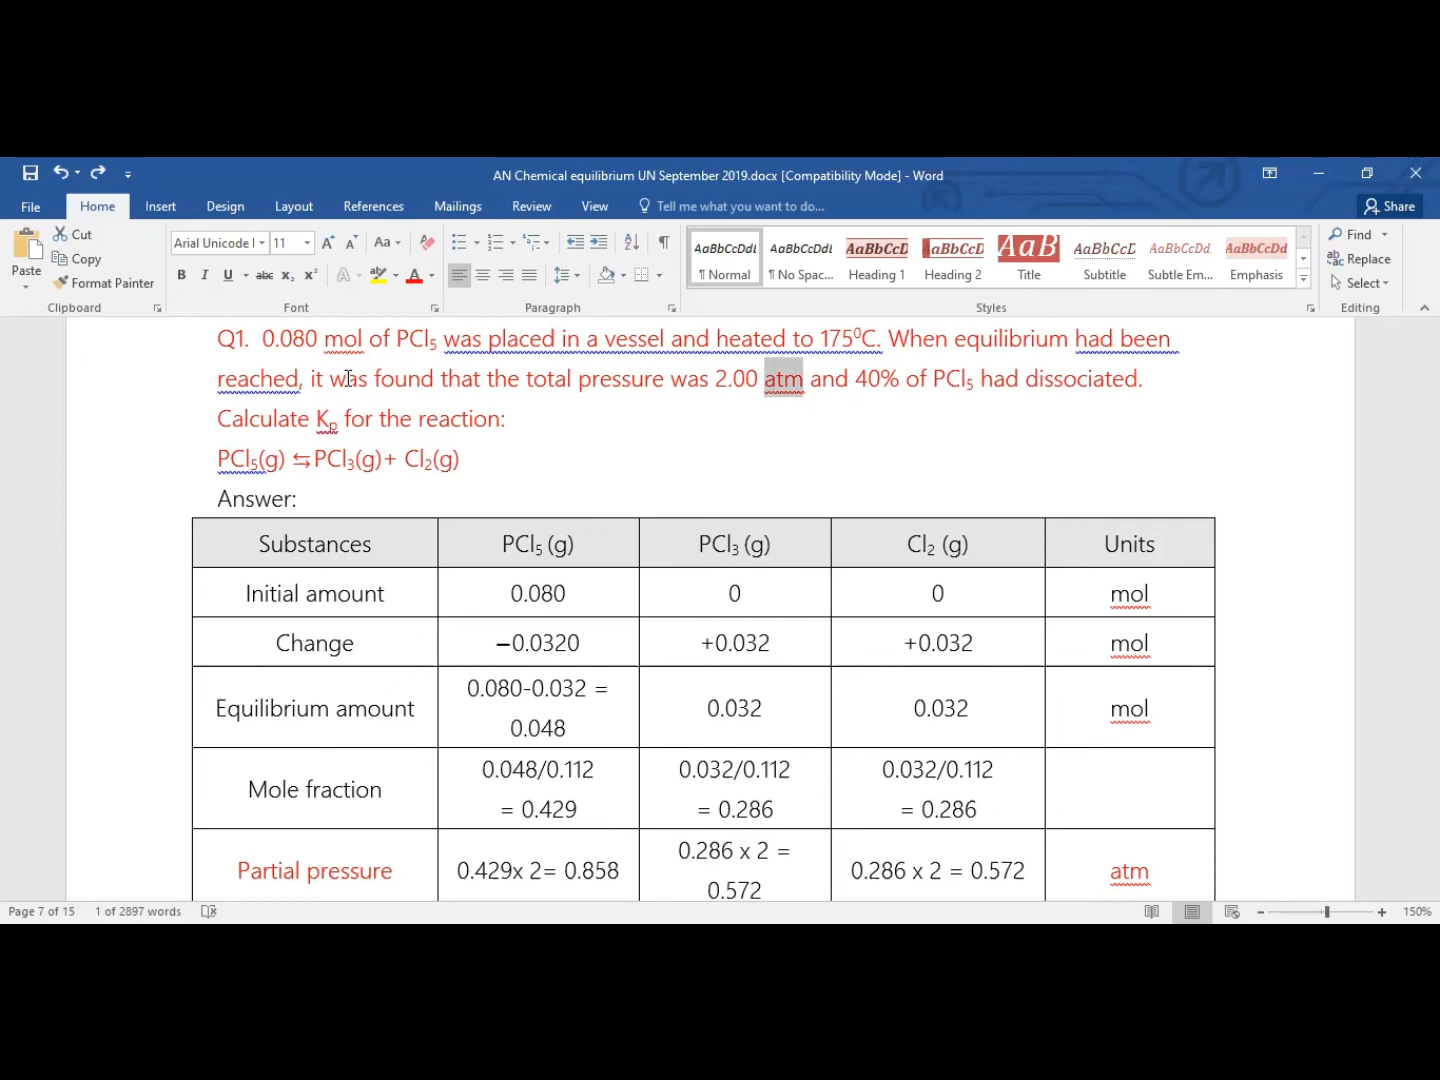 AN Chemical equilibrium UN September 2019.docx [Compatibility Mode] - Word
File Home Insert Design Layout References Mailings Review View Tell me what you want to do... Share
Paste
Cut
Copy
Format Painter
Clipboard
Arial Unicode 11 Aa
B I U abc x₂ x² A A
Font
Paragraph
AaBbCcDdI AaBbCcDdI AaBbCcD AaBbCcD AaB AaBbCcD AaBbCcDd. AaBbCcDd
¶ Normal ¶ No Spac... Heading 1 Heading 2 Title Subtitle Subtle Em... Emphasis
Styles
Find
Replace
Select
Editing
Q1. 0.080 mol of PCl₅ was placed in a vessel and heated to 175⁰C. When equilibrium had been
reached, it was found that the total pressure was 2.00 atm and 40% of PCl₅ had dissociated.
Calculate Kₚ for the reaction:
PCl₅(g) ⇆PCl₃(g)+ Cl₂(g)
Answer:
Substances PCl₅ (g) PCl₃ (g) Cl₂ (g) Units
Initial amount 0.080 0 0 mol
Change −0.0320 +0.032 +0.032 mol
Equilibrium amount 0.080-0.032 = 0.048 0.032 0.032 mol
Mole fraction 0.048/0.112 = 0.429 0.032/0.112 = 0.286 0.032/0.112 = 0.286
Partial pressure 0.429x 2= 0.858 0.286 x 2 = 0.572 0.286 x 2 = 0.572 atm
Page 7 of 15 1 of 2897 words 150%